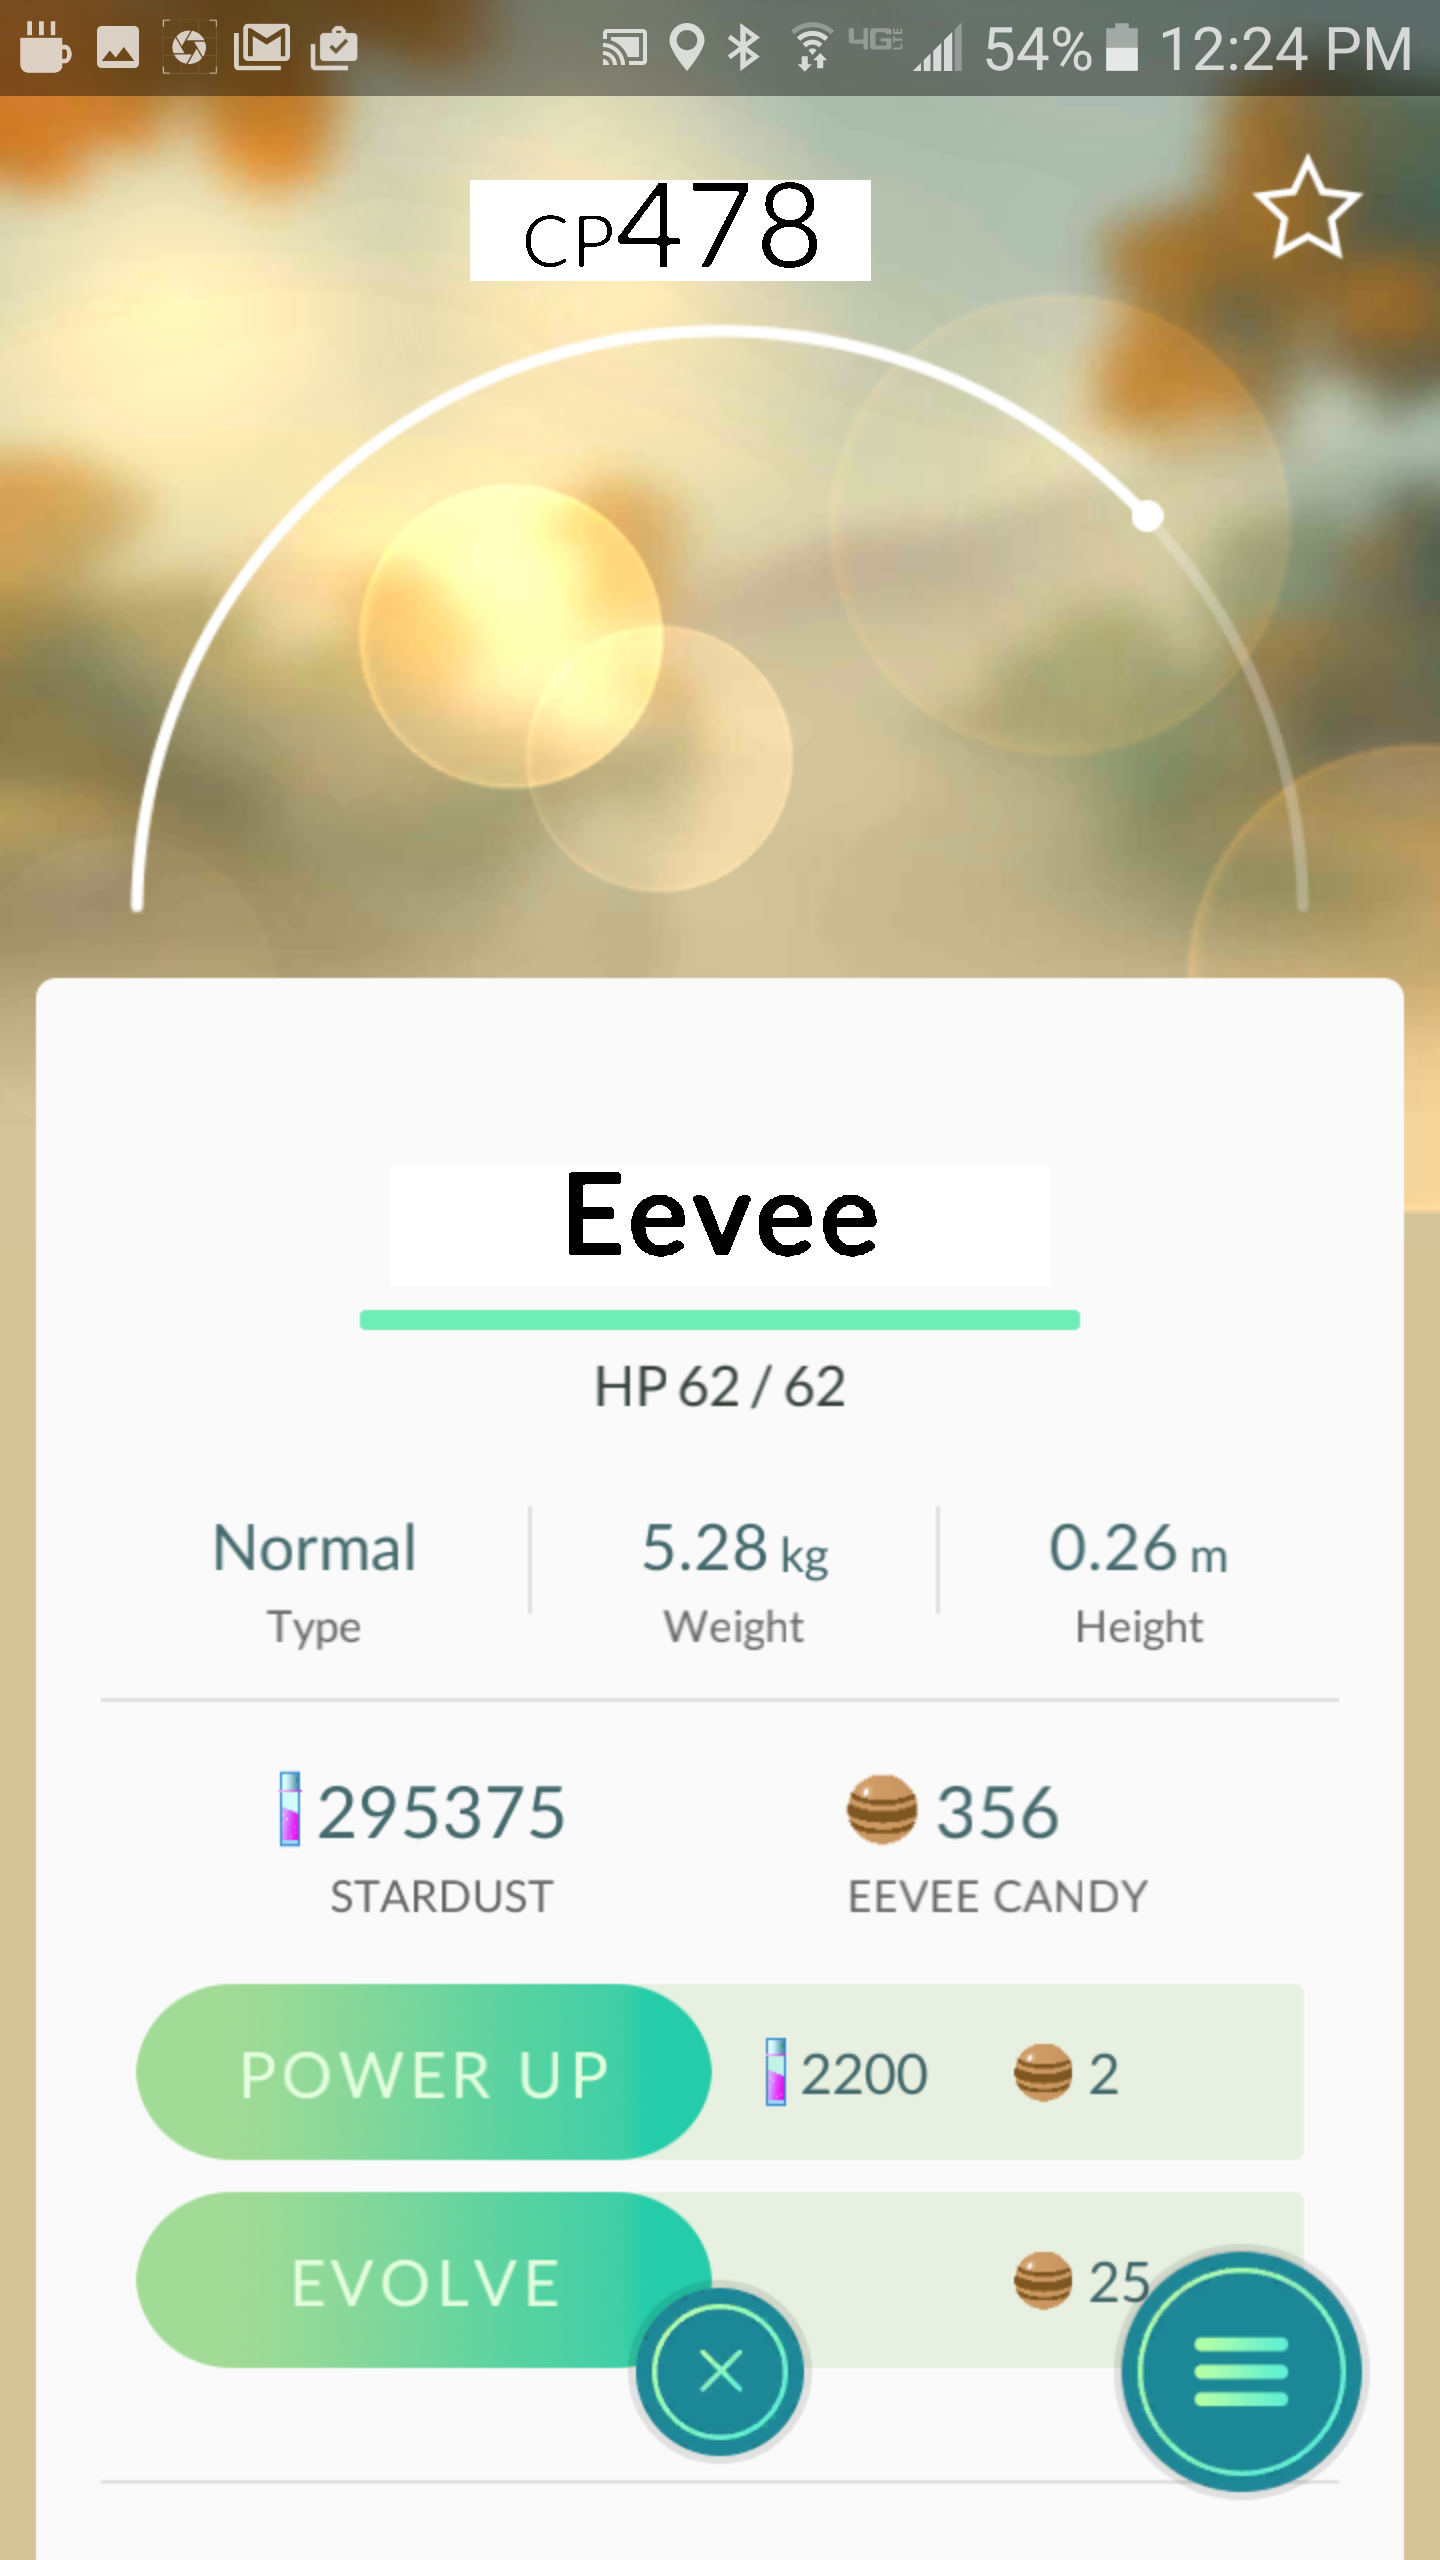 4G LTE 54% 12:24 PM
CP478
Eevee
HP 62 / 62
Normal 5.28 kg 0.26 m
Type Weight Height
295375 356
STARDUST EEVEE CANDY
POWER UP 2200 2
EVOLVE 25